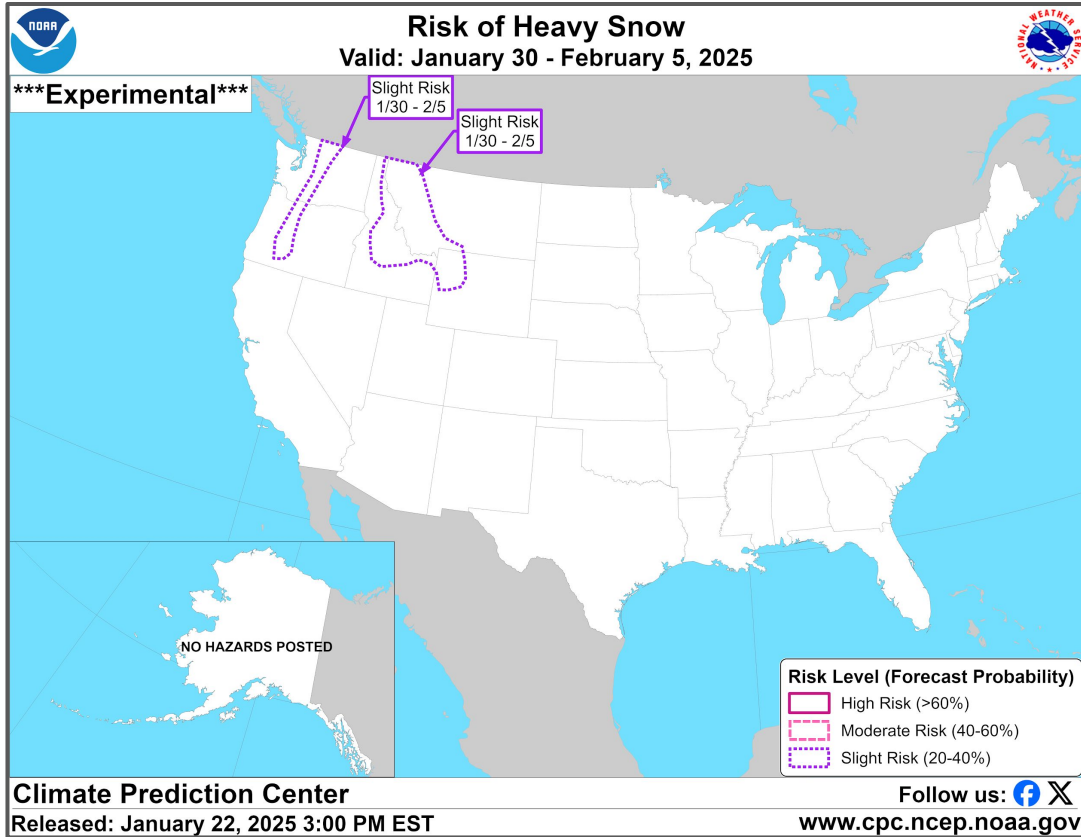 NOAA
Risk of Heavy Snow
Valid: January 30 - February 5, 2025
NATIONAL WEATHER SERVICE
***Experimental***
Slight Risk
1/30 - 2/5
Slight Risk
1/30 - 2/5
NO HAZARDS POSTED
Risk Level (Forecast Probability)
High Risk (>60%)
Moderate Risk (40-60%)
Slight Risk (20-40%)
Climate Prediction Center
Follow us:
Released: January 22, 2025 3:00 PM EST
www.cpc.ncep.noaa.gov